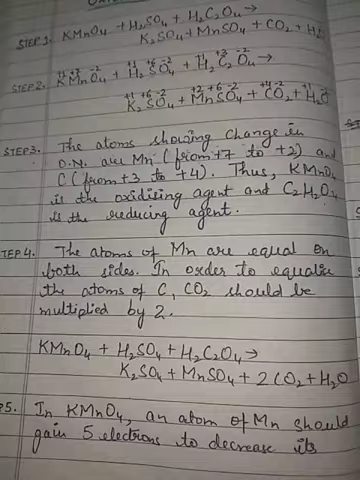 STEP 1. KMnO4 + H2SO4 + H2C2O4 →
K2SO4 + MnSO4 + CO2 + H2
STEP 2. +1 +7 -2 +1 +6 -2 +1 +3 -2
KMnO4 + H2SO4 + H2C2O4 →
+1 +6 -2 +2 +6 -2 +4 -2 +1
K2SO4 + MnSO4 + CO2 + H2O
STEP 3. The atoms showing change in
O.N. are Mn (from +7 to +2) and
C (from +3 to +4). Thus, KMnO4
is the oxidising agent and C2H2O4
is the reducing agent.
TEP 4. The atoms of Mn are equal on
both sides. In order to equalise
the atoms of C, CO2 should be
multiplied by 2.
KMnO4 + H2SO4 + H2C2O4 →
K2SO4 + MnSO4 + 2CO2 + H2O
P5. In KMnO4, an atom of Mn should
gain 5 electrons to decrease its